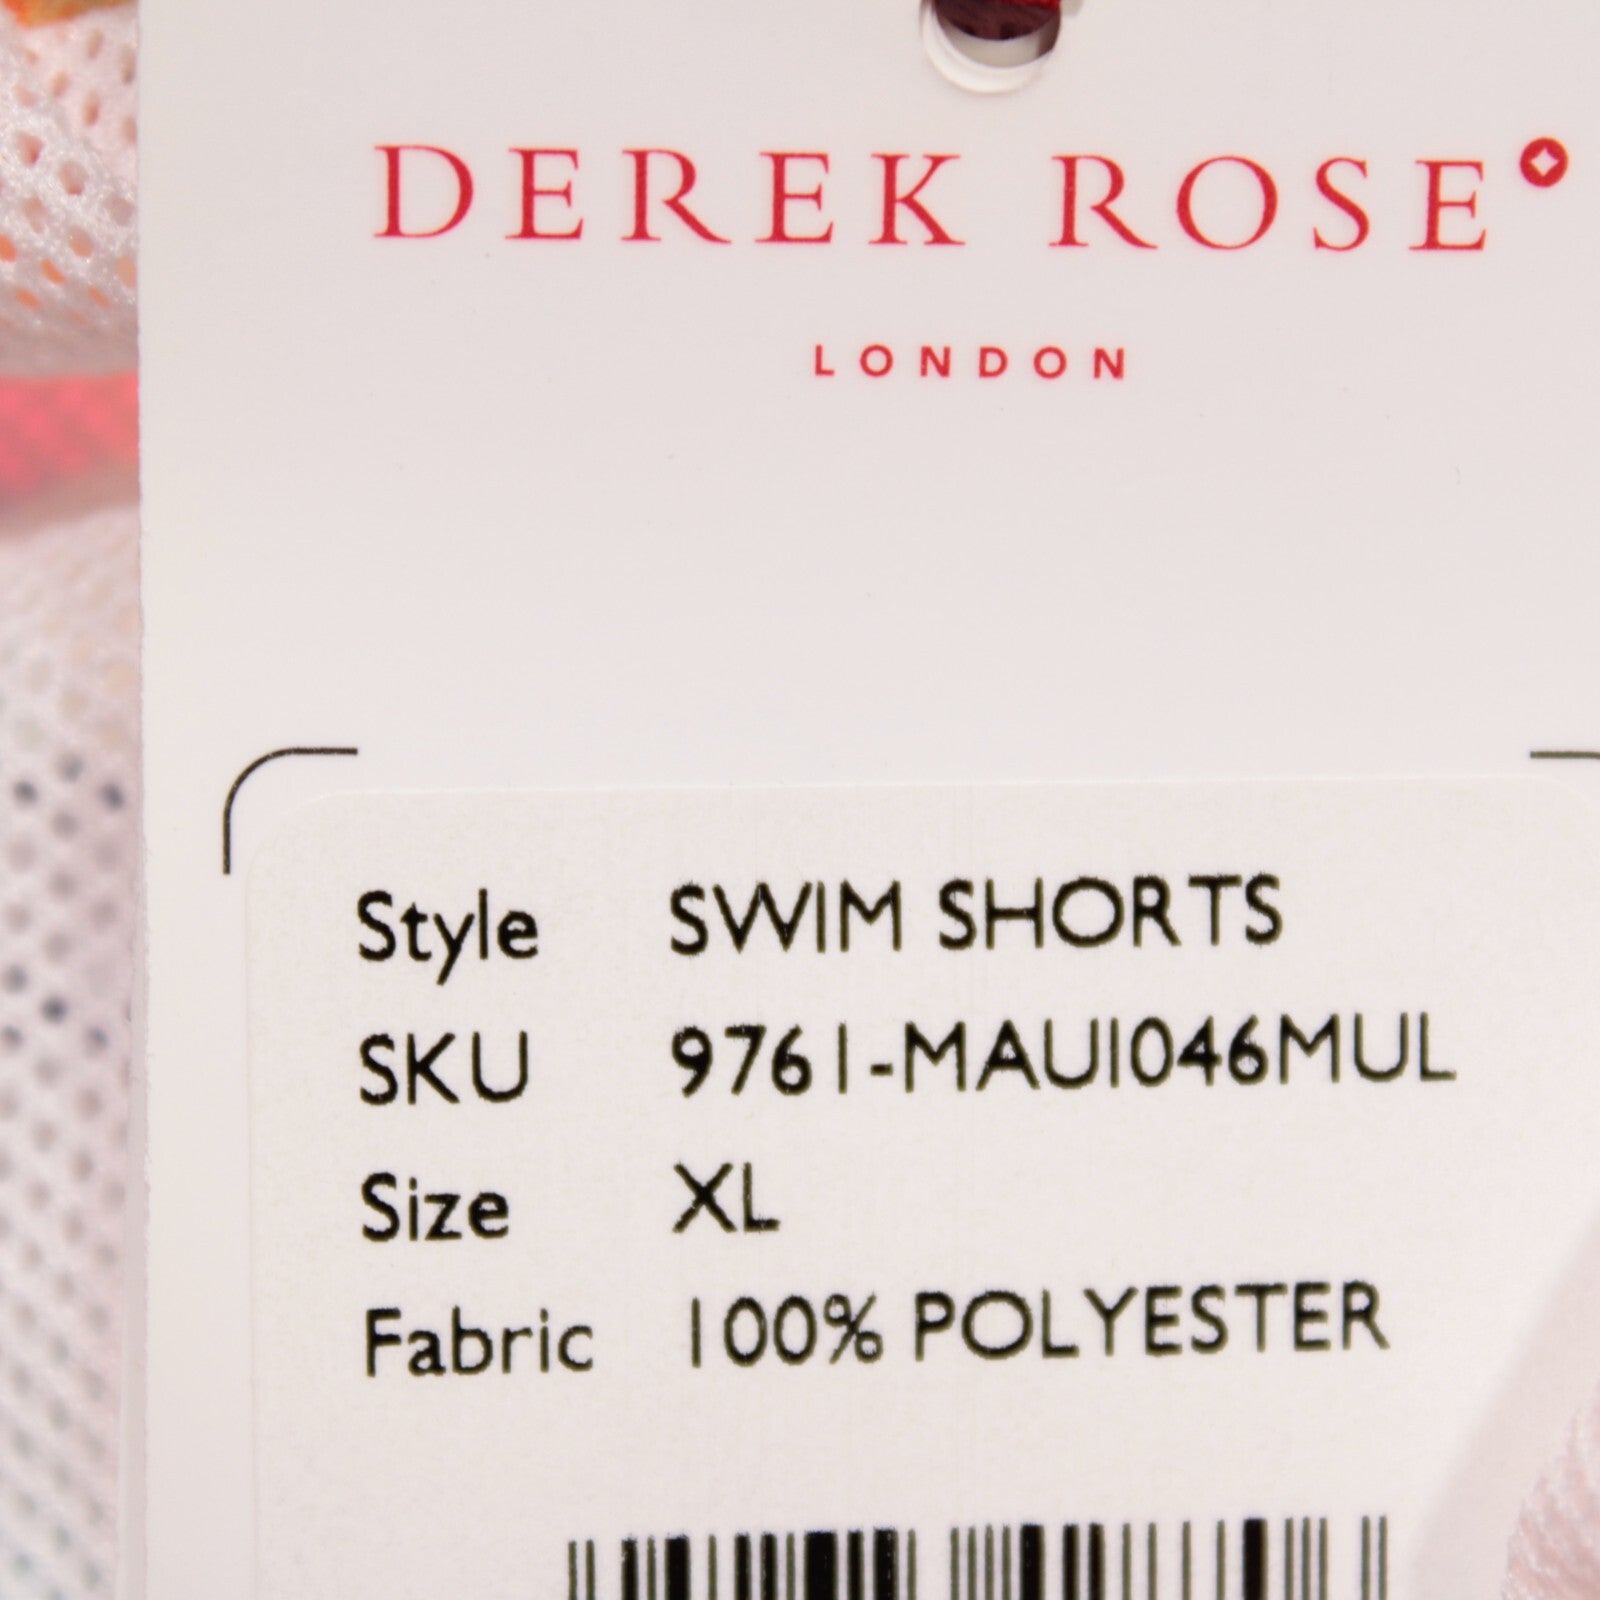 DEREK ROSE
LONDON
Style SWIM SHORTS
SKU 9761-MAUI046MUL
Size XL
Fabric 100% POLYESTER